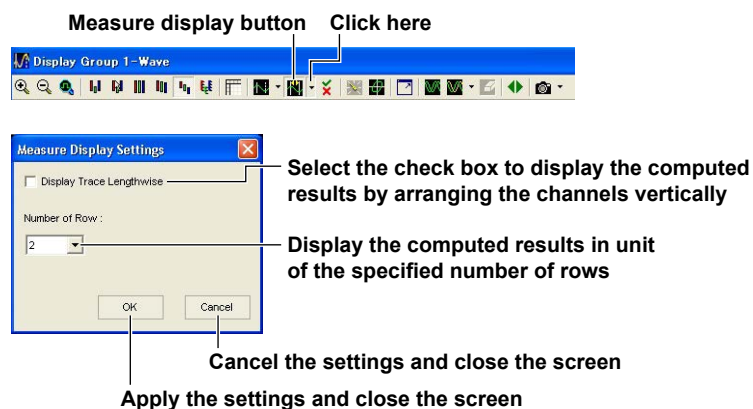 Measure display button Click here
Display Group 1-Wave
Measure Display Settings
Display Trace Lengthwise
Select the check box to display the computed
results by arranging the channels vertically
Number of Row :
2
Display the computed results in unit
of the specified number of rows
OK Cancel
Cancel the settings and close the screen
Apply the settings and close the screen